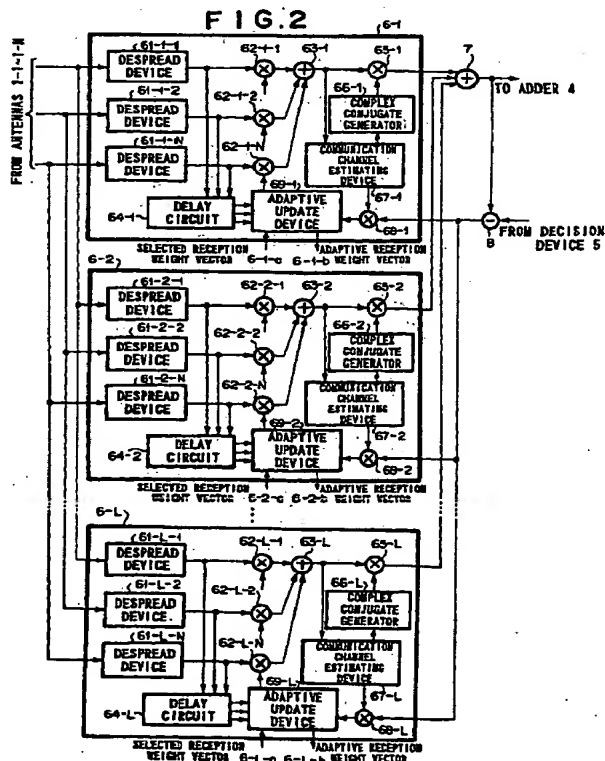 FIG.2
6-1
61-1-1
DESPREAD DEVICE
62-1-1
63-1
65-1
7
TO ADDER 4
61-1-2
DESPREAD DEVICE
62-1-2
66-1
COMPLEX CONJUGATE GENERATOR
FROM ANTENNAS 1-1~1-N
61-1-N
DESPREAD DEVICE
62-1-N
COMMUNICATION CHANNEL ESTIMATING DEVICE
69-1
67-1
64-1
DELAY CIRCUIT
ADAPTIVE UPDATE DEVICE
68-1
8
FROM DECISION DEVICE 5
SELECTED RECEPTION WEIGHT VECTOR
6-1-a
6-1-b
ADAPTIVE RECEPTION WEIGHT VECTOR
6-2
61-2-1
DESPREAD DEVICE
62-2-1
63-2
65-2
61-2-2
DESPREAD DEVICE
62-2-2
66-2
COMPLEX CONJUGATE GENERATOR
61-2-N
DESPREAD DEVICE
62-2-N
COMMUNICATION CHANNEL ESTIMATING DEVICE
69-2
67-2
64-2
DELAY CIRCUIT
ADAPTIVE UPDATE DEVICE
68-2
SELECTED RECEPTION WEIGHT VECTOR
6-2-a
6-2-b
ADAPTIVE RECEPTION WEIGHT VECTOR
6-L
61-L-1
DESPREAD DEVICE
62-L-1
63-L
65-L
61-L-2
DESPREAD DEVICE
62-L-2
66-L
COMPLEX CONJUGATE GENERATOR
61-L-N
DESPREAD DEVICE
62-L-N
COMMUNICATION CHANNEL ESTIMATING DEVICE
69-L
67-L
64-L
DELAY CIRCUIT
ADAPTIVE UPDATE DEVICE
68-L
SELECTED RECEPTION WEIGHT VECTOR
6-L-a
6-L-b
ADAPTIVE RECEPTION WEIGHT VECTOR